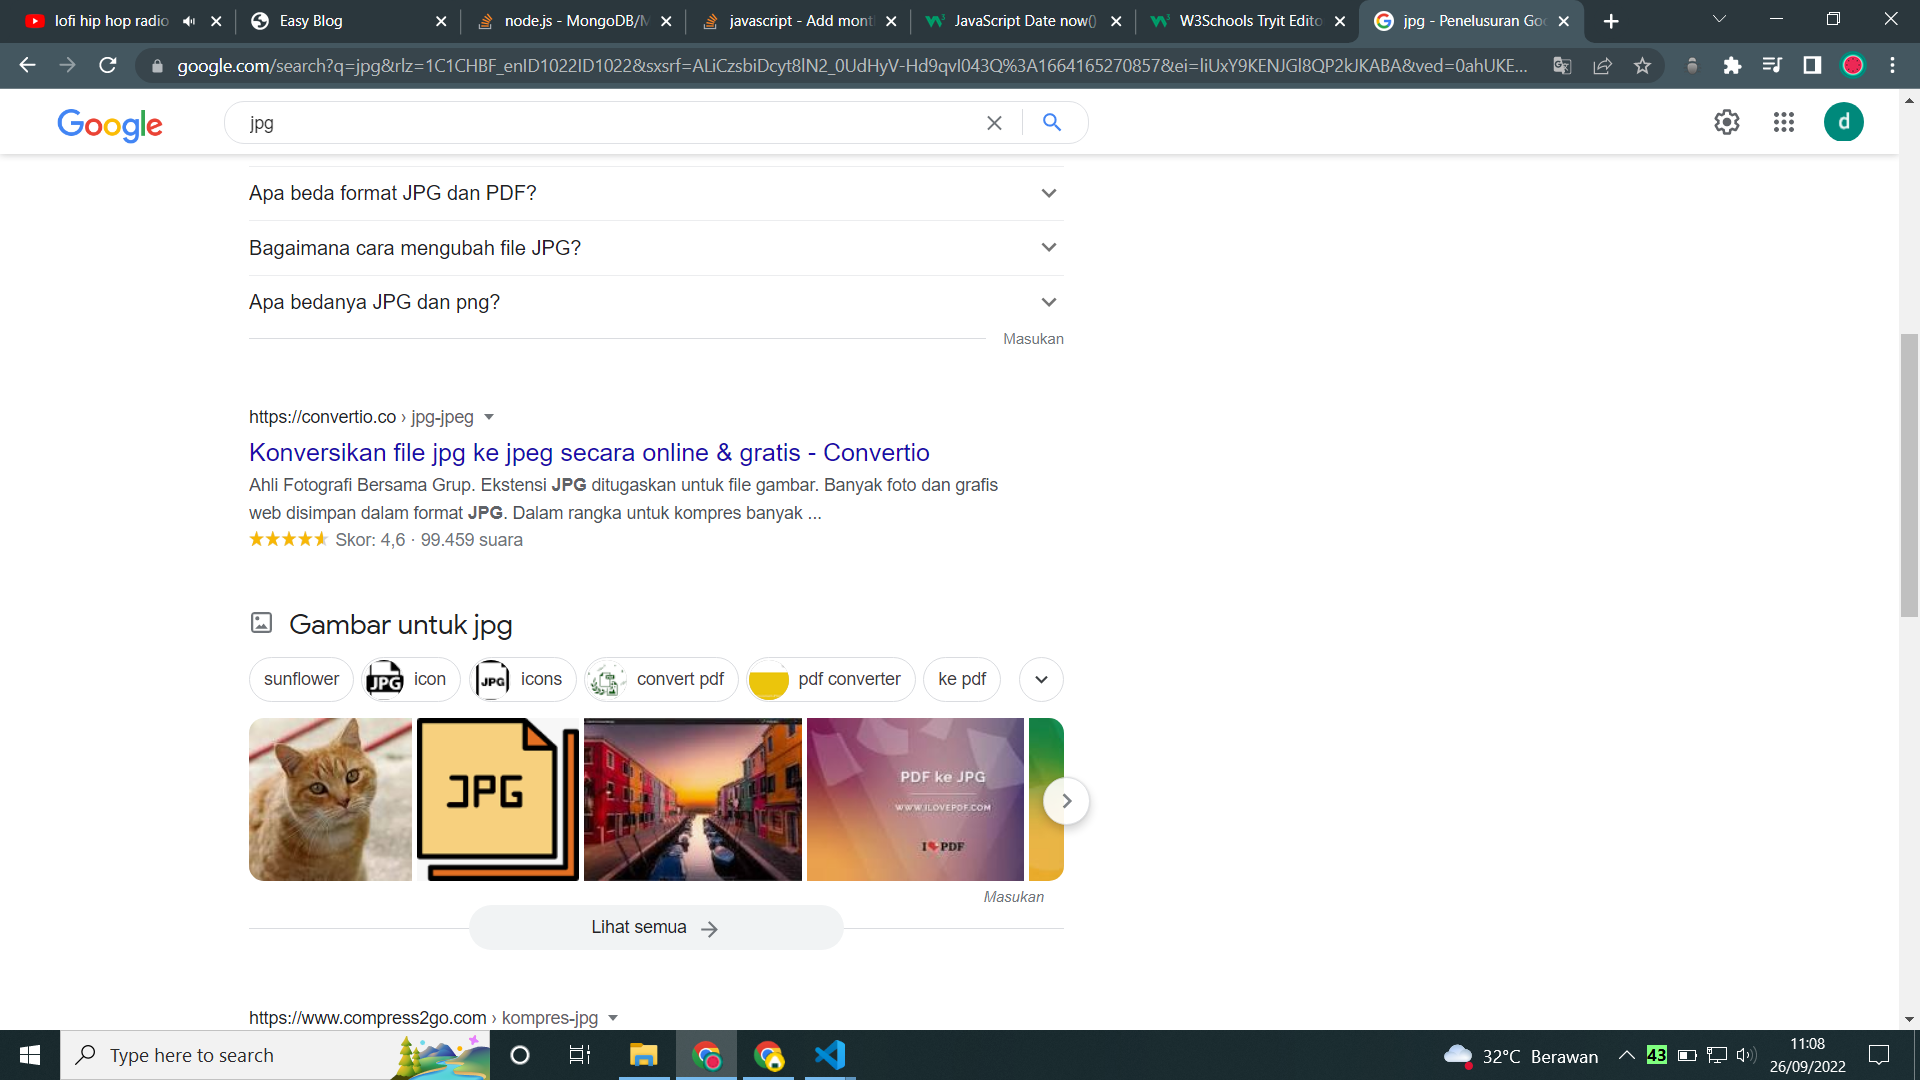 lofi hip hop radio
Easy Blog
node.js - MongoDB/M
javascript - Add mont
JavaScript Date now()
W3Schools Tryit Edito
jpg - Penelusuran Goo
google.com/search?q=jpg&rlz=1C1CHBF_enID1022ID1022&sxsrf=ALiCzsbiDcyt8lN2_0UdHyV-Hd9qvI043Q%3A1664165270857&ei=liUxY9KENJGl8QP2kJKABA&ved=0ahUKE...
Google
jpg
d
Apa beda format JPG dan PDF?
Bagaimana cara mengubah file JPG?
Apa bedanya JPG dan png?
Masukan
https://convertio.co › jpg-jpeg
Konversikan file jpg ke jpeg secara online & gratis - Convertio
Ahli Fotografi Bersama Grup. Ekstensi JPG ditugaskan untuk file gambar. Banyak foto dan grafis
web disimpan dalam format JPG. Dalam rangka untuk kompres banyak ...
Skor: 4,6 · 99.459 suara
Gambar untuk jpg
sunflower
JPG icon
JPG icons
convert pdf
pdf converter
ke pdf
JPG
PDF ke JPG
WWW.ILOVEPDF.COM
I PDF
Masukan
Lihat semua
https://www.compress2go.com › kompres-jpg
Type here to search
43
32°C Berawan
11:08
26/09/2022